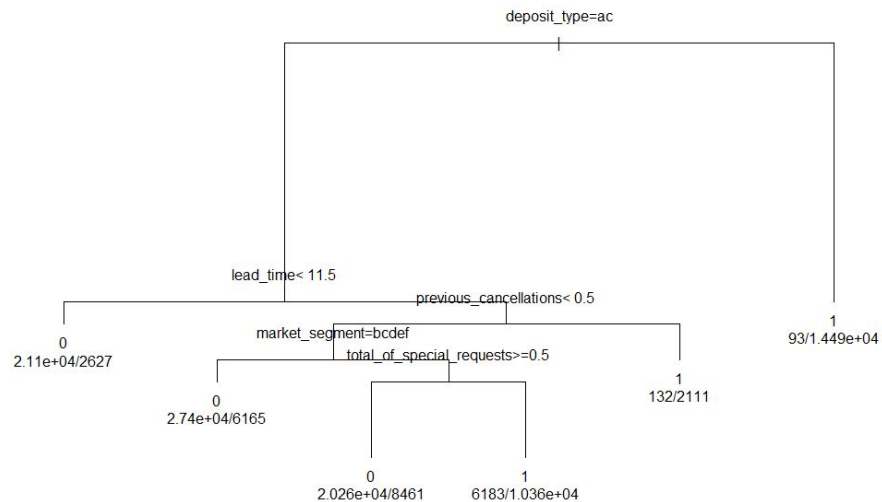 deposit_type=ac
lead_time< 11.5
previous_cancellations< 0.5
market_segment=bcdef
total_of_special_requests>=0.5
1
93/1.449e+04
0
2.11e+04/2627
1
132/2111
0
2.74e+04/6165
0
2.026e+04/8461
1
6183/1.036e+04